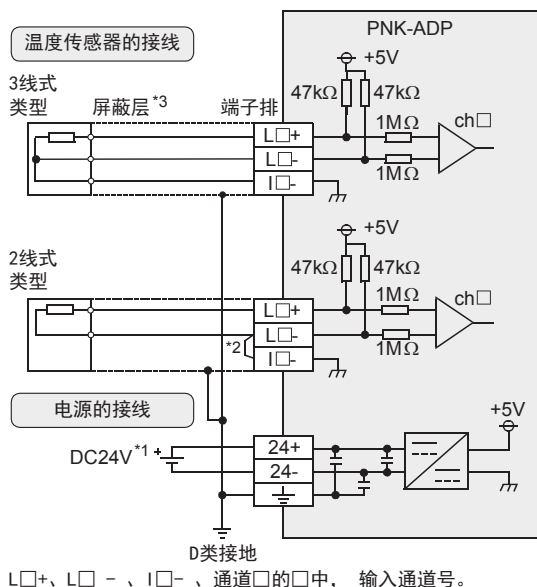 PNK-ADP
温度传感器的接线
+5V
3线式
类型
屏蔽层*3
端子排
47kΩ
47kΩ
L□+
1MΩ
ch□
L□-
1MΩ
I□-
+5V
2线式
类型
47kΩ
47kΩ
L□+
1MΩ
ch□
L□-
*2
1MΩ
I□-
电源的接线
+5V
DC24V*1
+
24+
24-
D类接地
L□+、L□ - 、I□- 、通道□的□中， 输入通道号。